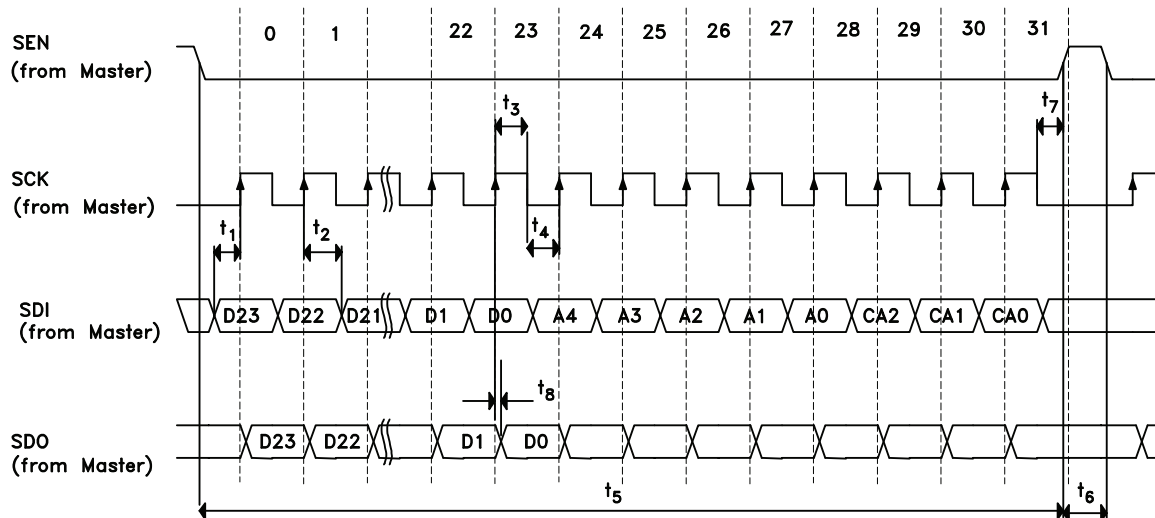 0 1 22 23 24 25 26 27 28 29 30 31
SEN
(from Master)
t3 t7
SCK
(from Master)
t1 t2 t4
SDI
(from Master)
D23 D22 D21 D1 D0 A4 A3 A2 A1 A0 CA2 CA1 CA0
t8
SDO
(from Master)
D23 D22 D1 D0
t5 t6